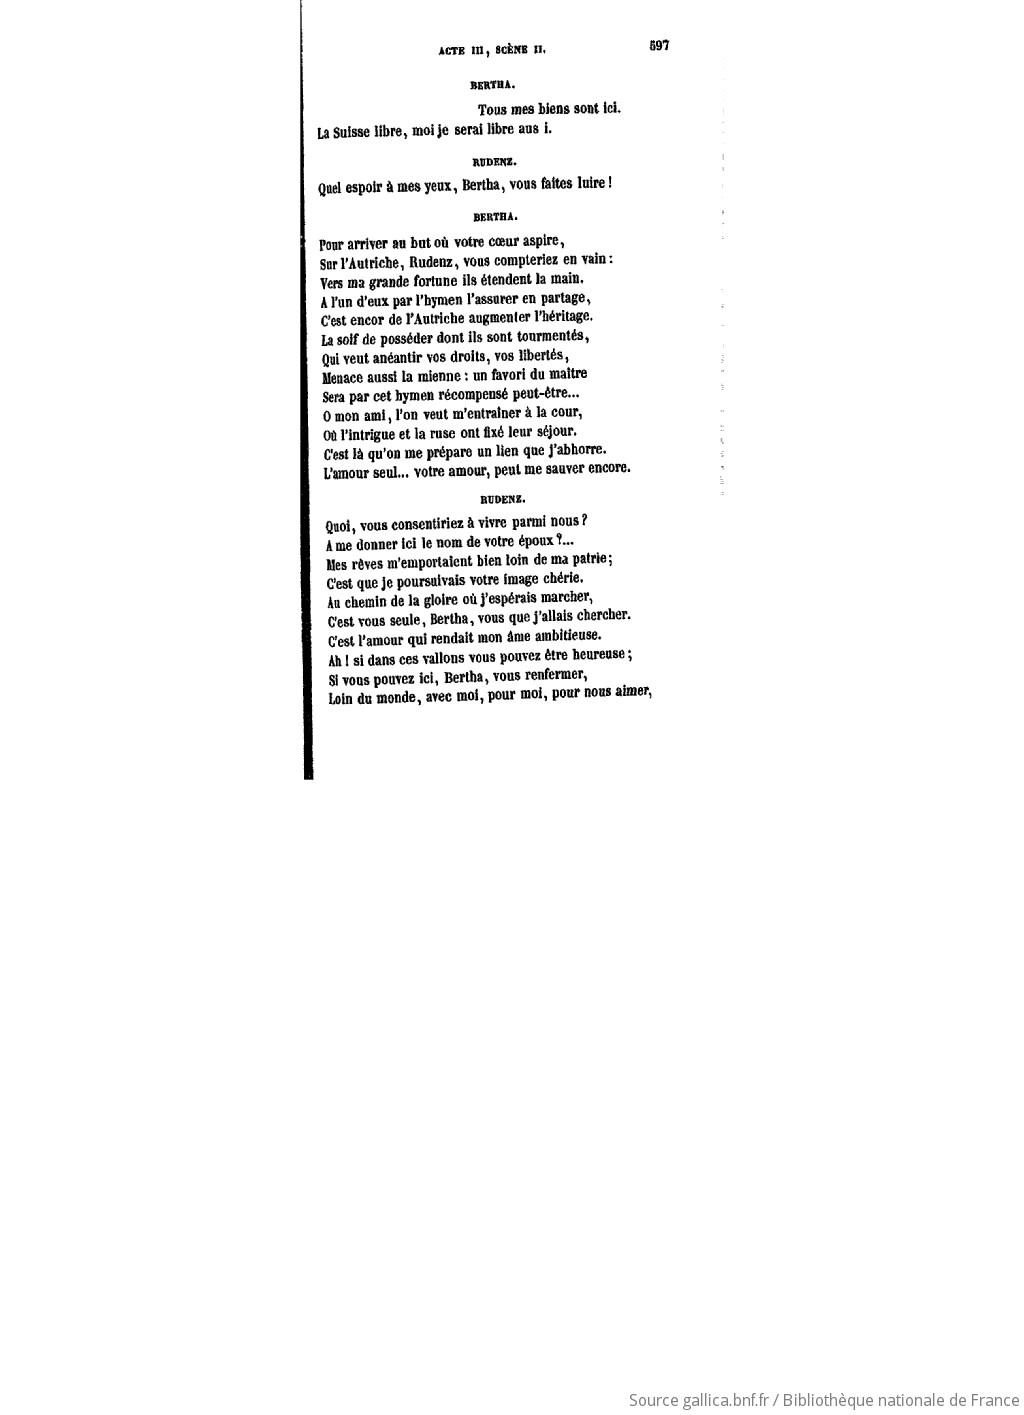 ACTE III, SCÈNE II. 597
BERTHA.
Tous mes biens sont ici.
La Suisse libre, moi je serai libre aus i.
RUDENZ.
Quel espoir à mes yeux, Bertha, vous faites luire !
BERTHA.
Pour arriver au but où votre cœur aspire,
Sur l'Autriche, Rudenz, vous compteriez en vain :
Vers ma grande fortune ils étendent la main.
A l'un d'eux par l'hymen l'assurer en partage,
C'est encor de l'Autriche augmenter l'héritage.
La soif de posséder dont ils sont tourmentés,
Qui veut anéantir vos droits, vos libertés,
Menace aussi la mienne : un favori du maître
Sera par cet hymen récompensé peut-être...
O mon ami, l'on veut m'entraîner à la cour,
Où l'intrigue et la ruse ont fixé leur séjour.
C'est là qu'on me prépare un lien que j'abhorre.
L'amour seul... votre amour, peut me sauver encore.
RUDENZ.
Quoi, vous consentiriez à vivre parmi nous ?
A me donner ici le nom de votre époux ?...
Mes rêves m'emportaient bien loin de ma patrie ;
C'est que je poursuivais votre image chérie.
Au chemin de la gloire où j'espérais marcher,
C'est vous seule, Bertha, vous que j'allais chercher.
C'est l'amour qui rendait mon âme ambitieuse.
Ah ! si dans ces vallons vous pouvez être heureuse ;
Si vous pouvez ici, Bertha, vous renfermer,
Loin du monde, avec moi, pour moi, pour nous aimer,
Source gallica.bnf.fr / Bibliothèque nationale de France